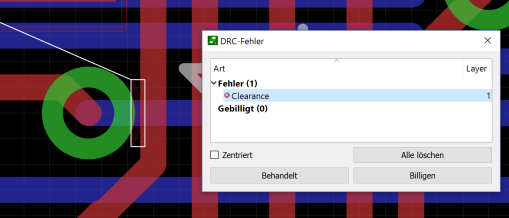 DRC-Fehler
Art Layer
Fehler (1)
Clearance 1
Gebilligt (0)
Zentriert
Alle löschen
Behandelt
Billigen